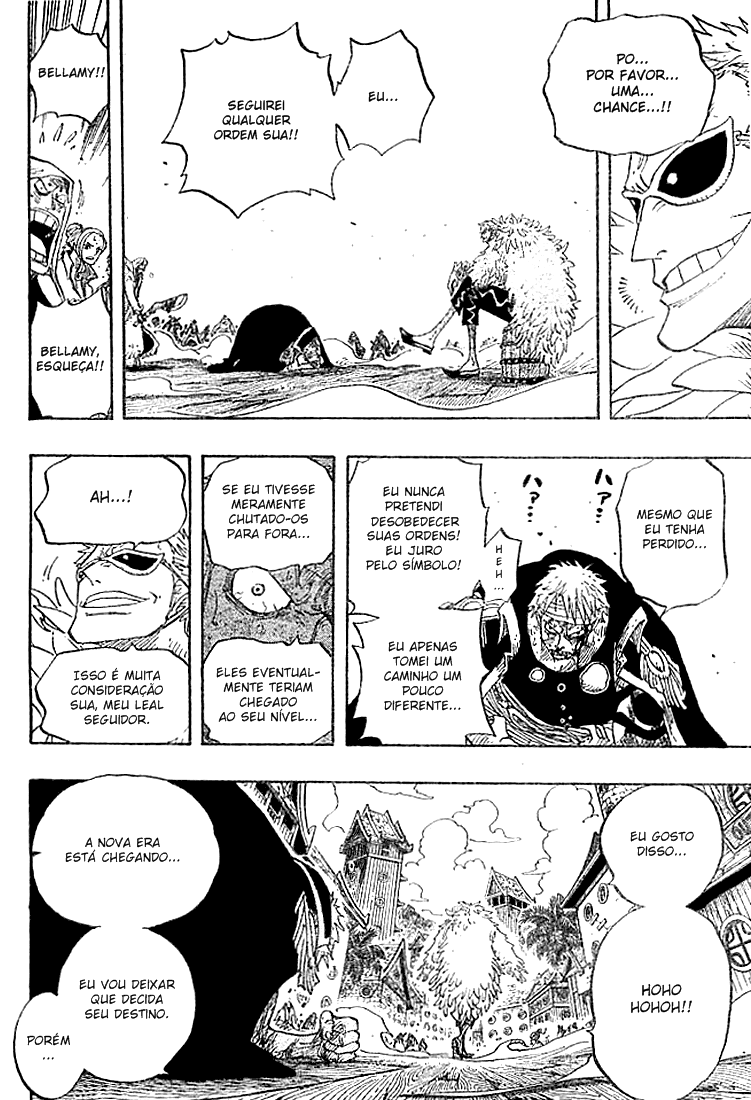 PO...
POR FAVOR...
UMA...
CHANCE...!!
EU...
SEGUIREI
QUALQUER
ORDEM SUA!!
BELLAMY!!
BELLAMY,
ESQUEÇA!!
MESMO QUE
EU TENHA
PERDIDO...
ハァ?
ハァ?
HEH...
EU NUNCA
PRETENDI
DESOBEDECER
SUAS ORDENS!
EU JURO
PELO SÍMBOLO!
EU APENAS
TOMEI UM
CAMINHO UM
POUCO
DIFERENTE...
SE EU TIVESSE
MERAMENTE
CHUTADO-OS
PARA FORA...
ELES EVENTUAL-
MENTE TERIAM
CHEGADO
AO SEU NÍVEL...
AH...!
ISSO É MUITA
CONSIDERAÇÃO
SUA, MEU LEAL
SEGUIDOR.
EU GOSTO
DISSO...
HOHO
HOHOH!!
A NOVA ERA
ESTÁ CHEGANDO...
EU VOU DEIXAR
QUE DECIDA
SEU DESTINO.
PORÉM
...